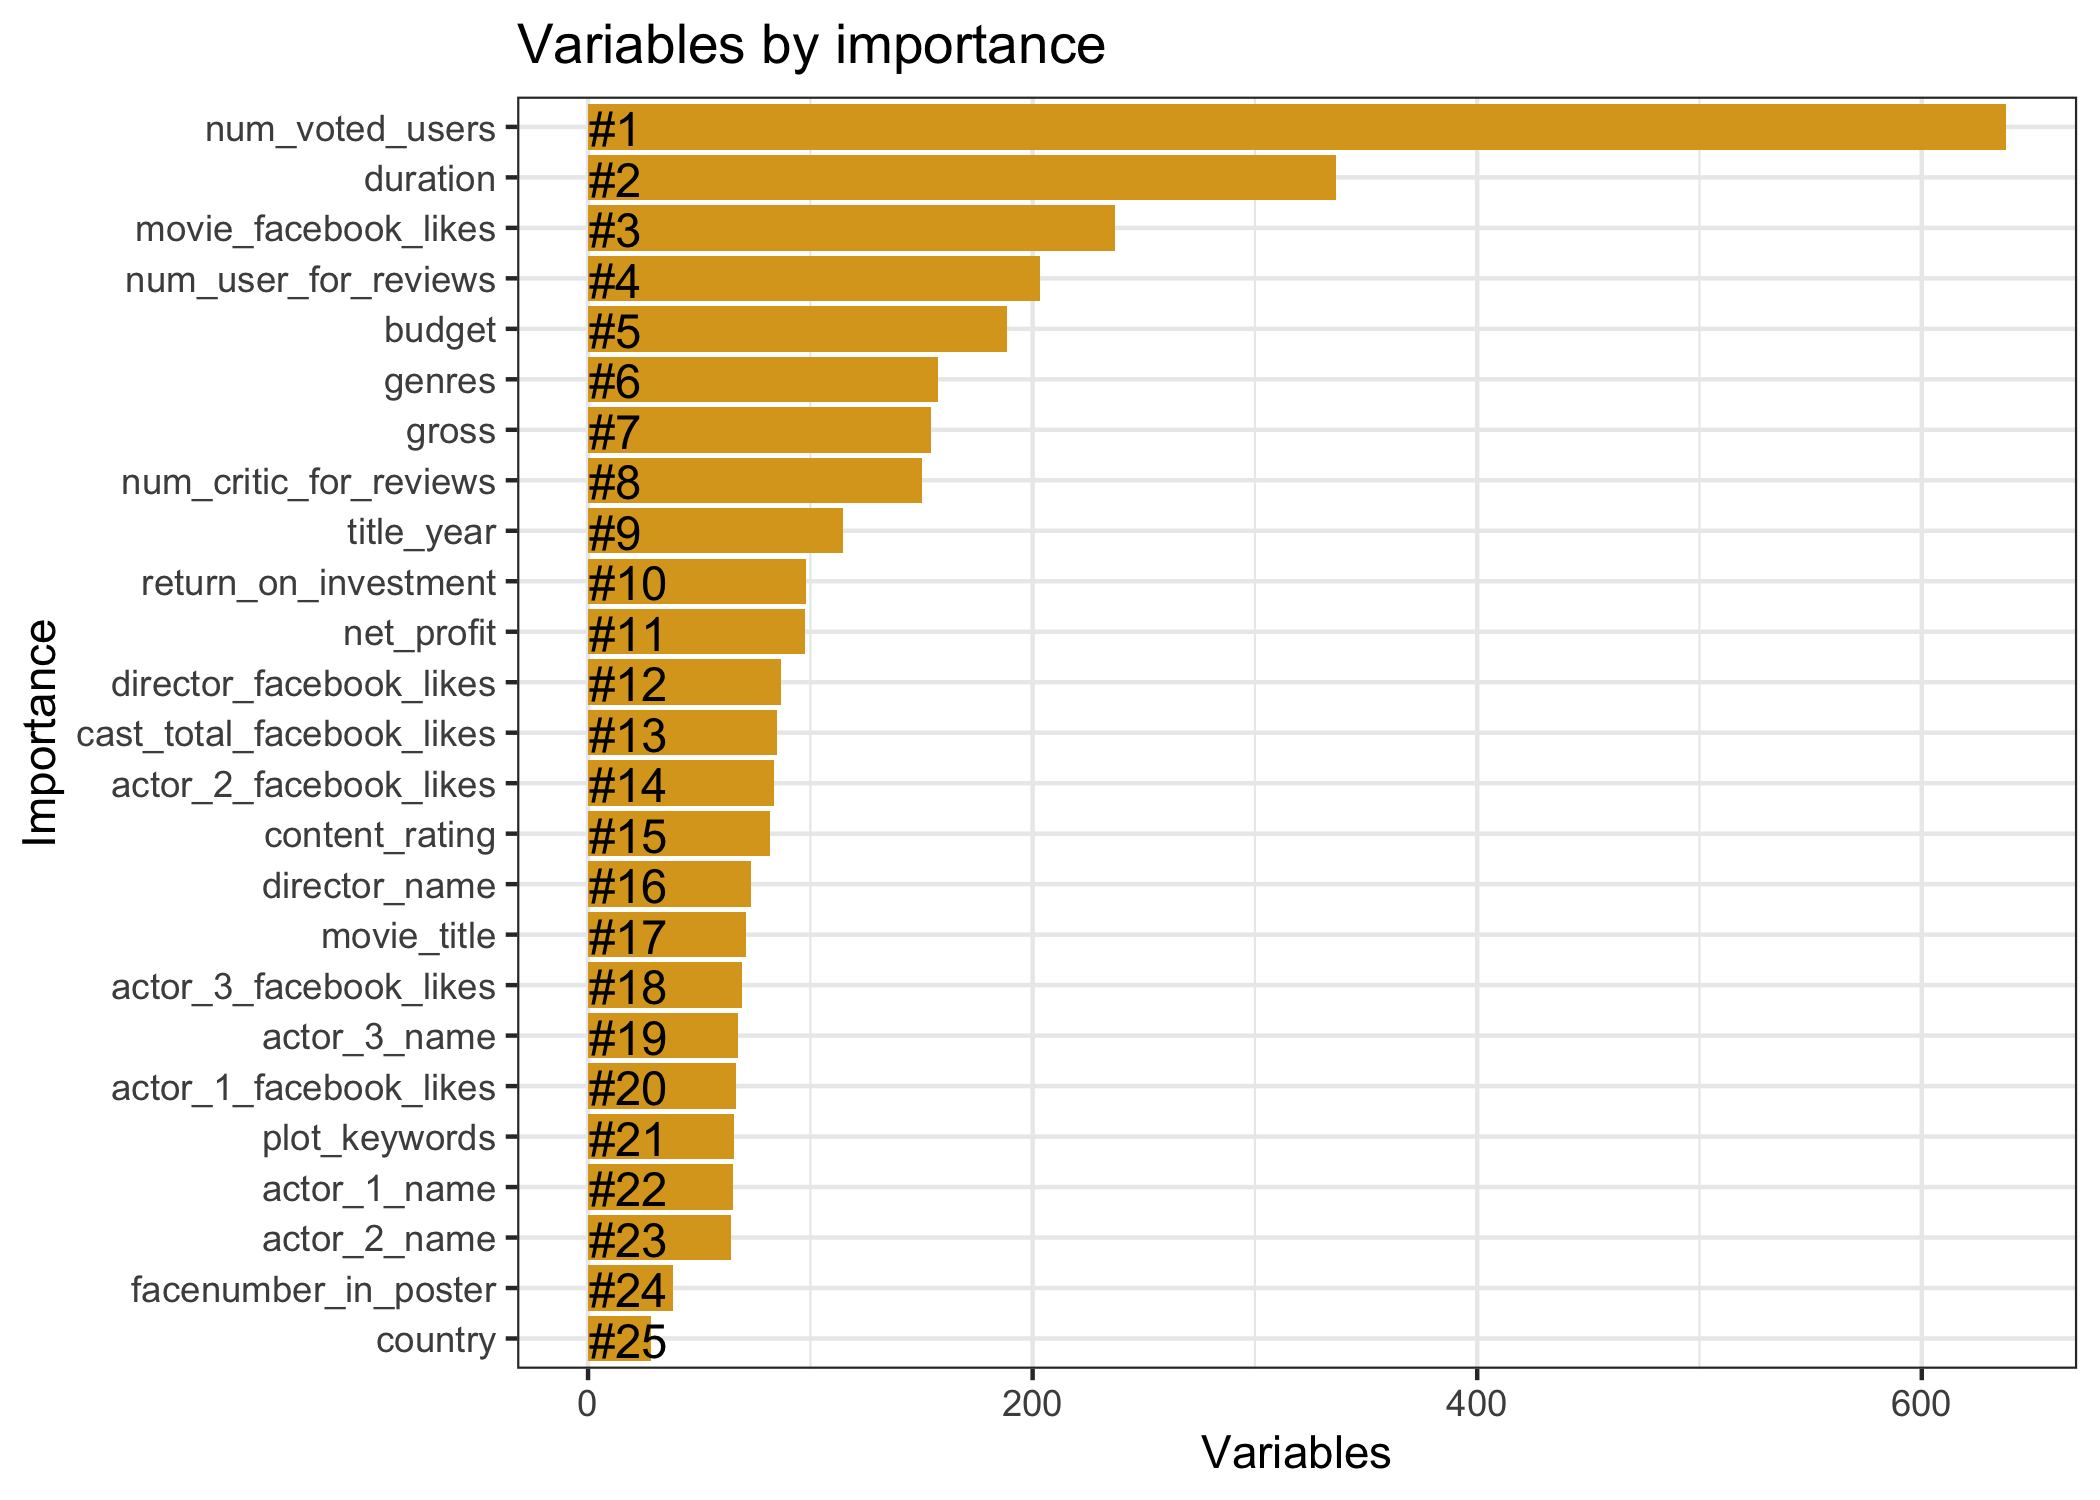 Variables by importance
num_voted_users #1
duration #2
movie_facebook_likes #3
num_user_for_reviews #4
budget #5
genres #6
gross #7
num_critic_for_reviews #8
title_year #9
return_on_investment #10
net_profit #11
director_facebook_likes #12
cast_total_facebook_likes #13
actor_2_facebook_likes #14
content_rating #15
director_name #16
movie_title #17
actor_3_facebook_likes #18
actor_3_name #19
actor_1_facebook_likes #20
plot_keywords #21
actor_1_name #22
actor_2_name #23
facenumber_in_poster #24
country #25
Importance
0 200 400 600
Variables